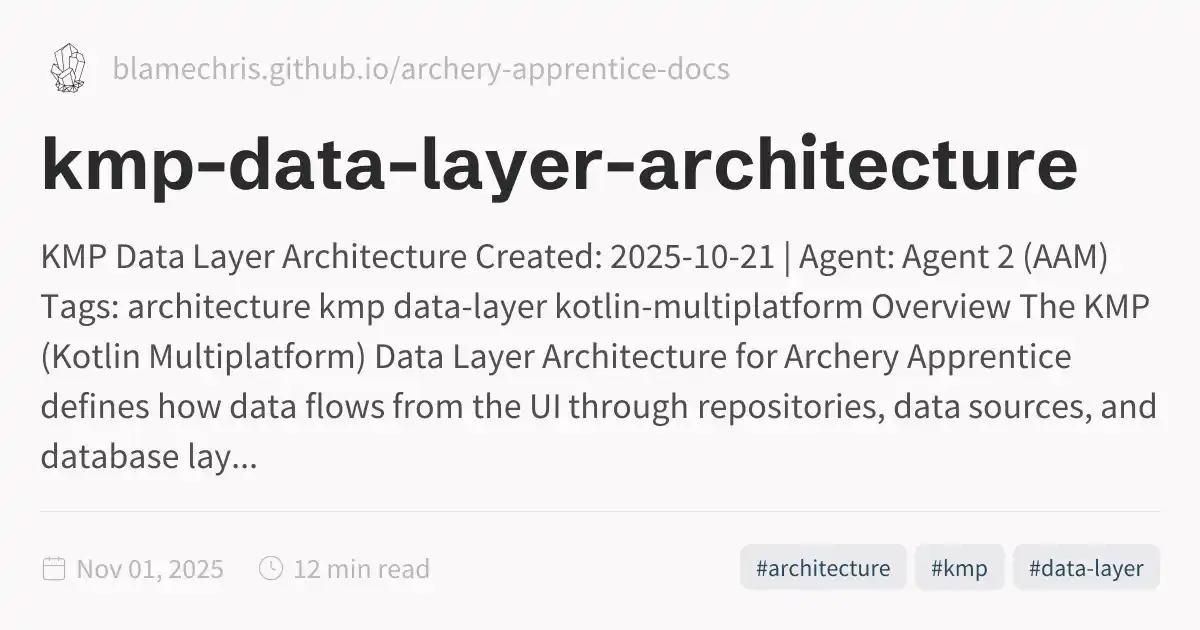 blamechris.github.io/archery-apprentice-docs
kmp-data-layer-architecture
KMP Data Layer Architecture Created: 2025-10-21 | Agent: Agent 2 (AAM)
Tags: architecture kmp data-layer kotlin-multiplatform Overview The KMP
(Kotlin Multiplatform) Data Layer Architecture for Archery Apprentice
defines how data flows from the UI through repositories, data sources, and
database lay...
Nov 01, 2025 12 min read #architecture #kmp #data-layer